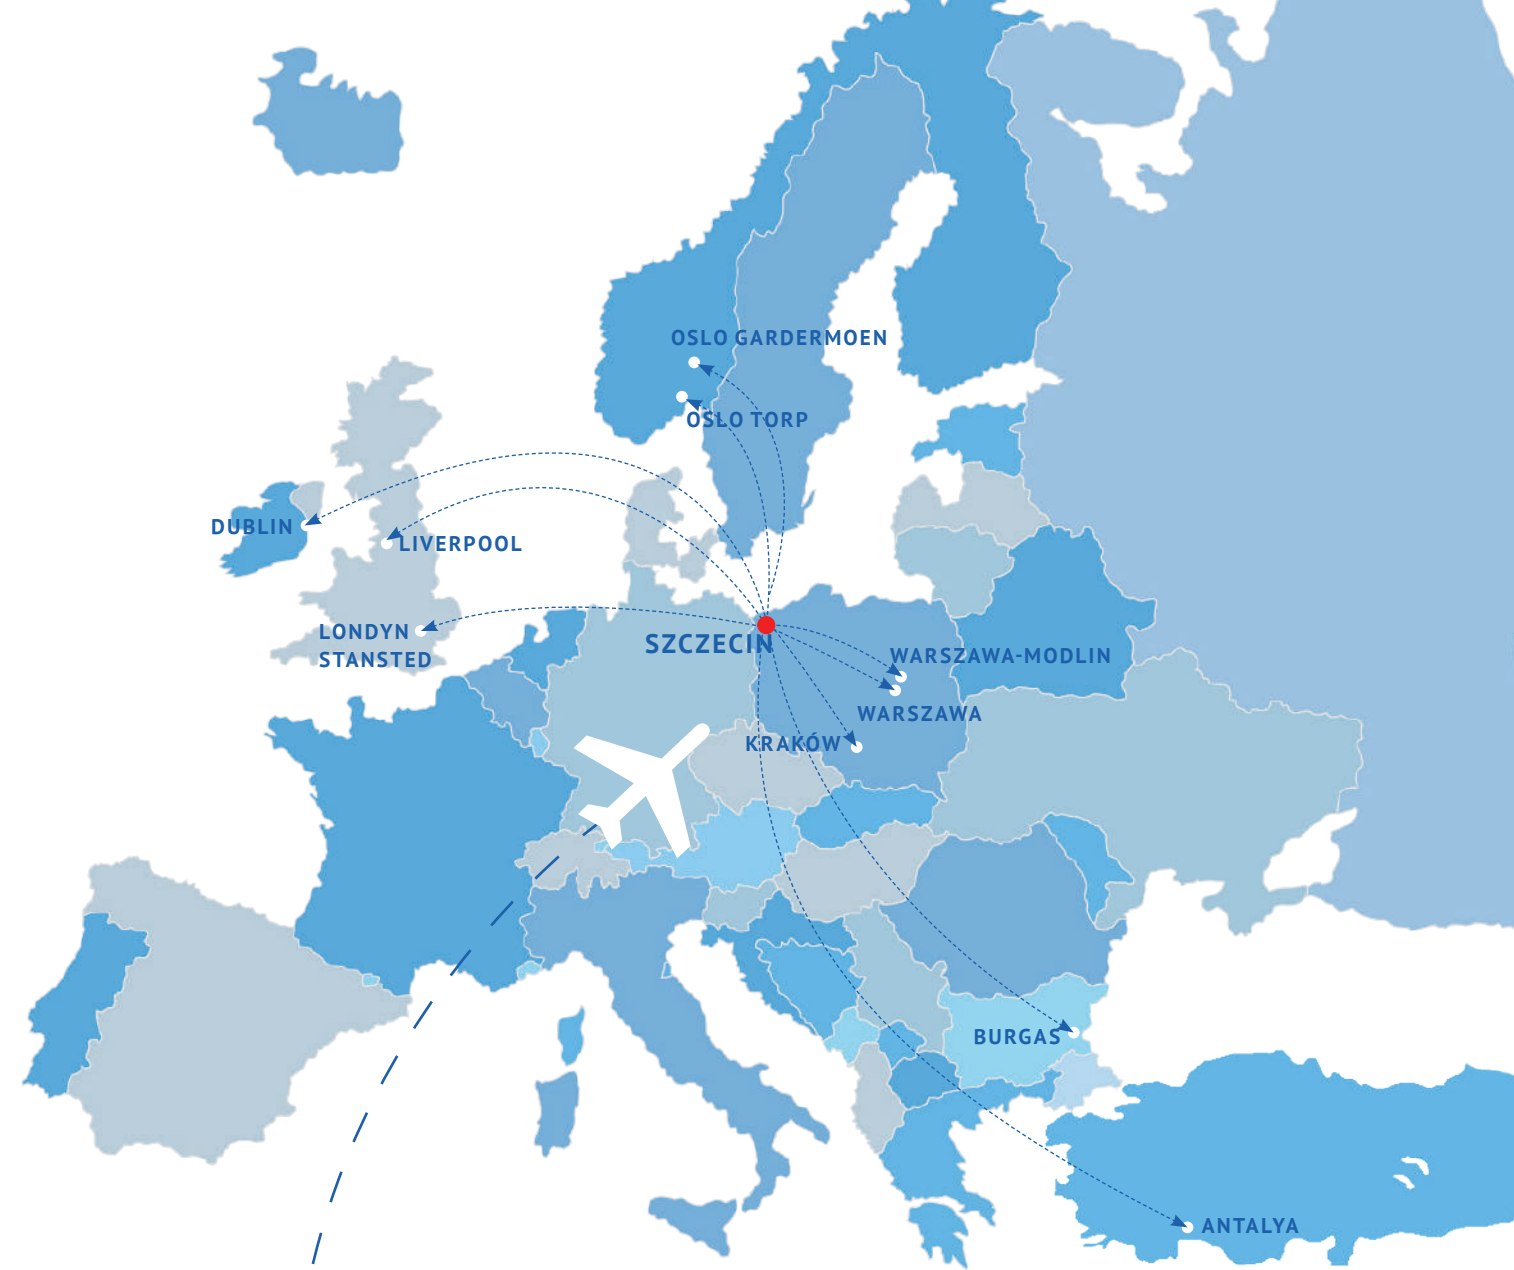 OSLO GARDERMOEN
OSLO TORP
DUBLIN
LIVERPOOL
LONDYN
STANSTED
SZCZECIN
WARSZAWA-MODLIN
WARSZAWA
KRAKÓW
BURGAS
ANTALYA